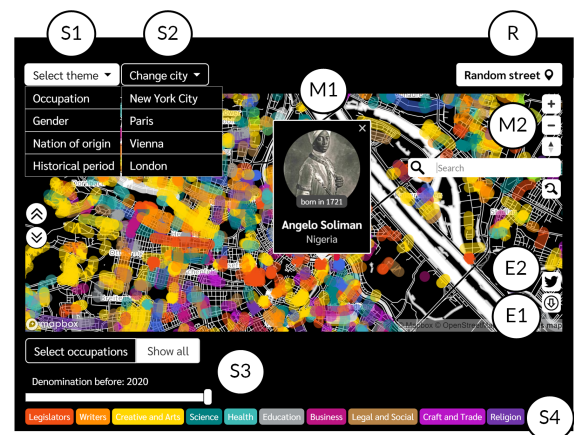 S1
S2
R
Select theme
Change city
Random street
Occupation
Gender
Nation of origin
Historical period
New York City
Paris
Vienna
London
M1
M2
Search
born in 1721
Angelo Soliman
Nigeria
E2
E1
mapbox
Mapbox © OpenStreetMap
map
Select occupations
Show all
S3
Denomination before: 2020
Legislators
Writers
Creative and Arts
Science
Health
Education
Business
Legal and Social
Craft and Trade
Religion
S4